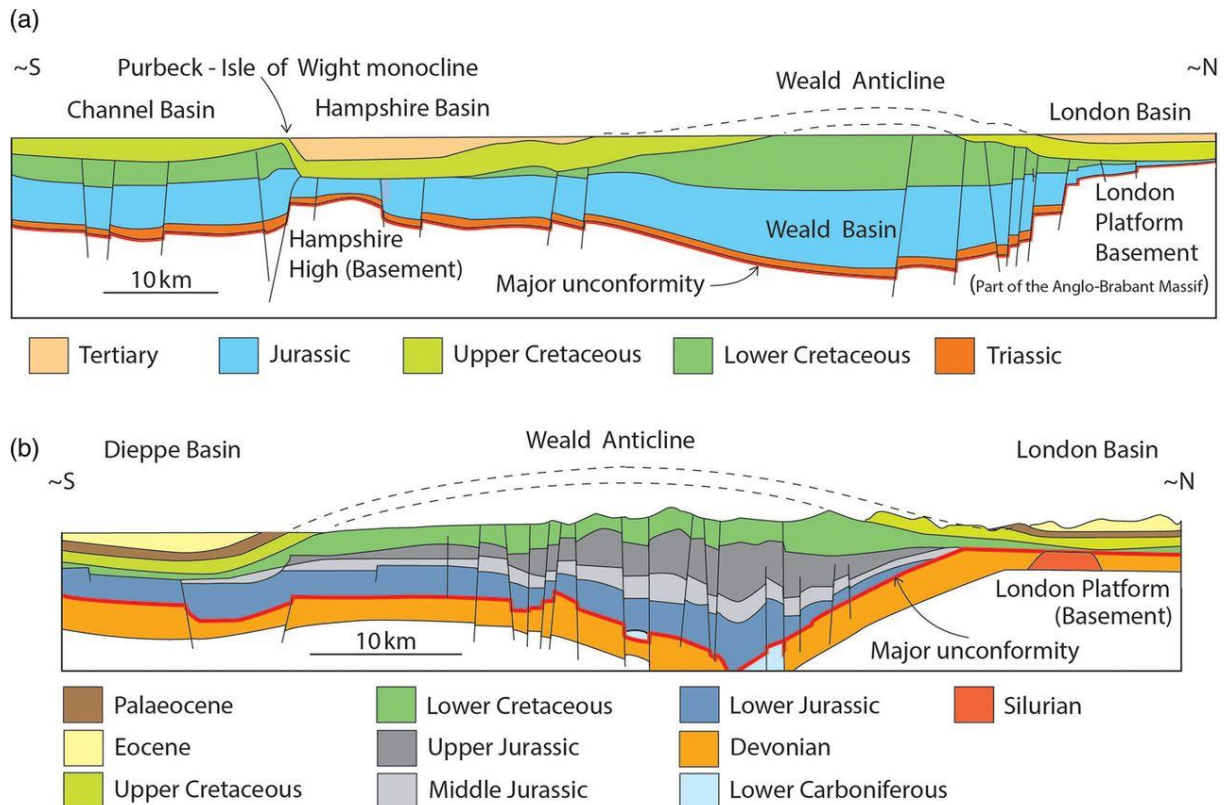 (a)
~S
Purbeck - Isle of Wight monocline
Channel Basin
Hampshire Basin
Weald Anticline
~N
London Basin
Hampshire High (Basement)
10 km
Weald Basin
Major unconformity
London
Platform
Basement
(Part of the Anglo-Brabant Massif)
Tertiary
Jurassic
Upper Cretaceous
Lower Cretaceous
Triassic
(b)
Dieppe Basin
~S
Weald Anticline
London Basin
~N
10 km
London Platform
(Basement)
Major unconformity
Palaeocene
Lower Cretaceous
Lower Jurassic
Silurian
Eocene
Upper Jurassic
Devonian
Upper Cretaceous
Middle Jurassic
Lower Carboniferous